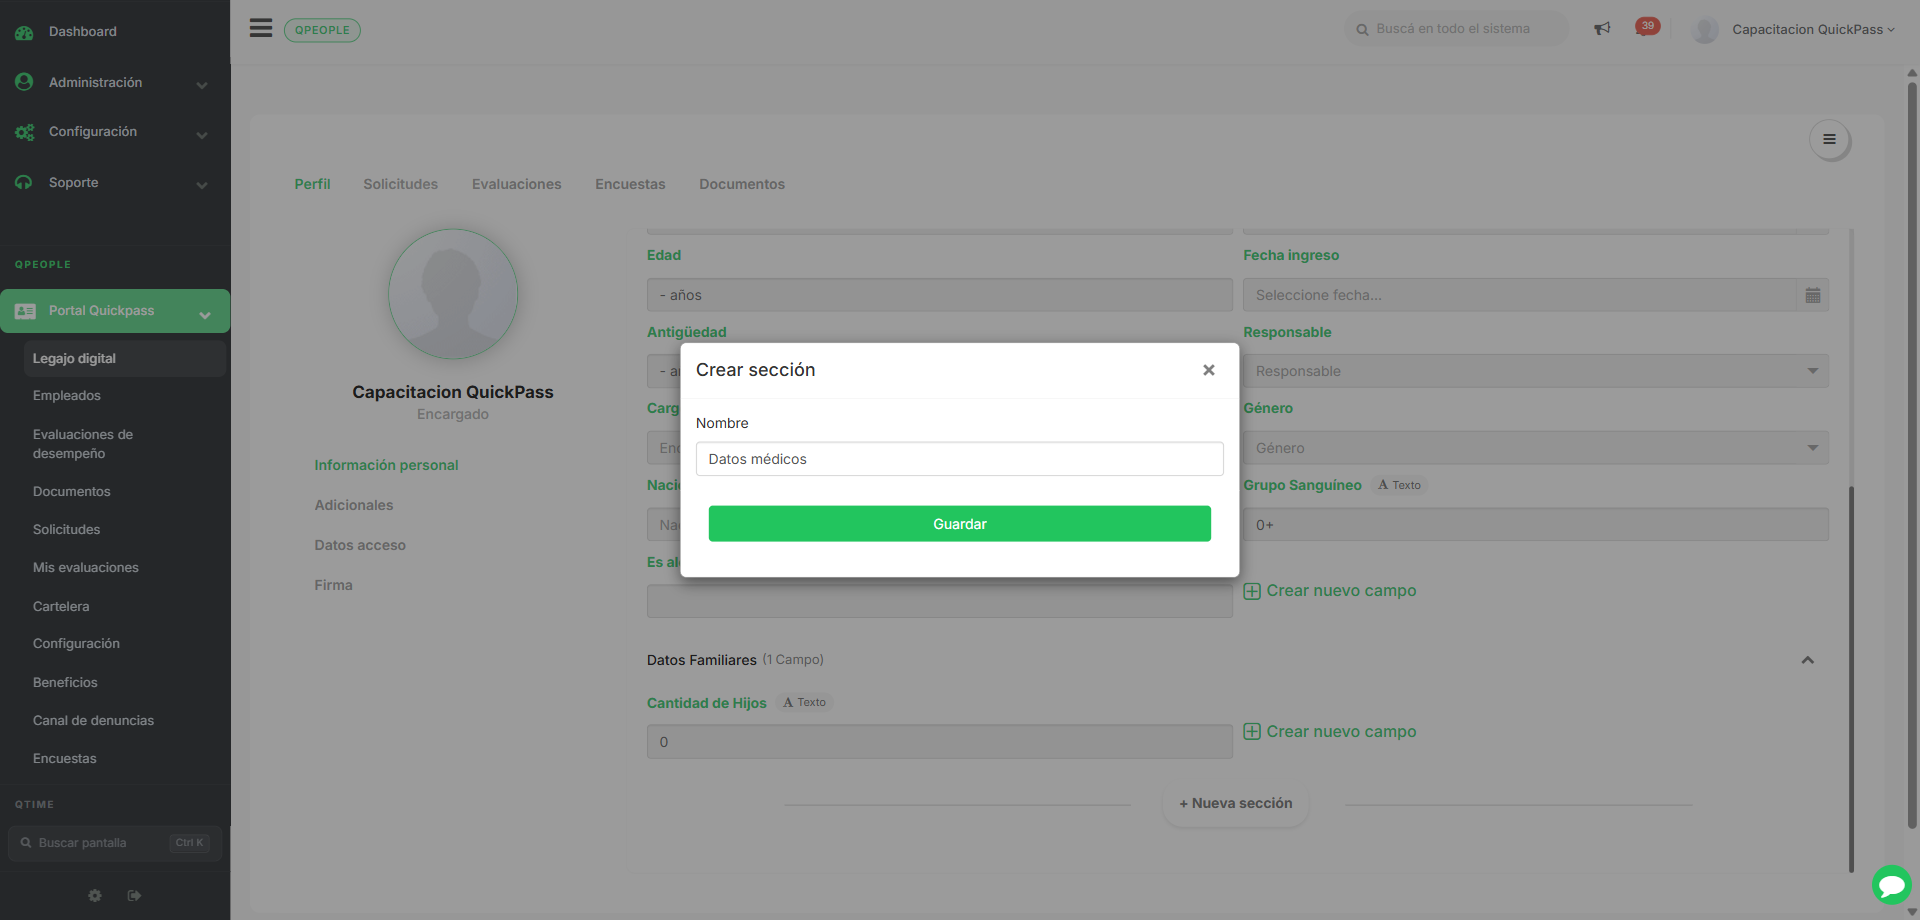 Dashboard
Administración
Configuración
Soporte
QPEOPLE
Portal Quickpass
Legajo digital
Empleados
Evaluaciones de
desempeño
Documentos
Solicitudes
Mis evaluaciones
Cartelera
Configuración
Beneficios
Canal de denuncias
Encuestas
QTIME
Buscar pantalla
Ctrl K
QPEOPLE
Buscá en todo el sistema
39
Capacitacion QuickPass
Perfil
Solicitudes
Evaluaciones
Encuestas
Documentos
Capacitacion QuickPass
Encargado
Información personal
Adicionales
Datos acceso
Firma
Edad
- años
Fecha ingreso
Seleccione fecha...
Antigüedad
Responsable
Responsable
Género
Género
Grupo Sanguíneo
A Texto
0+
Crear nuevo campo
Crear sección
×
Nombre
Datos médicos
Guardar
Datos Familiares (1 Campo)
Cantidad de Hijos
A Texto
0
Crear nuevo campo
+ Nueva sección